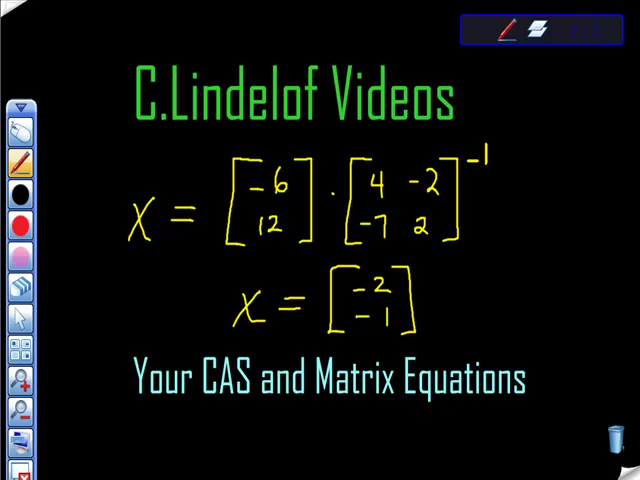 C.Lindelof Videos
X = [-6 12] · [4 -2 -7 2]^-1
X = [-2 -1]
Your CAS and Matrix Equations